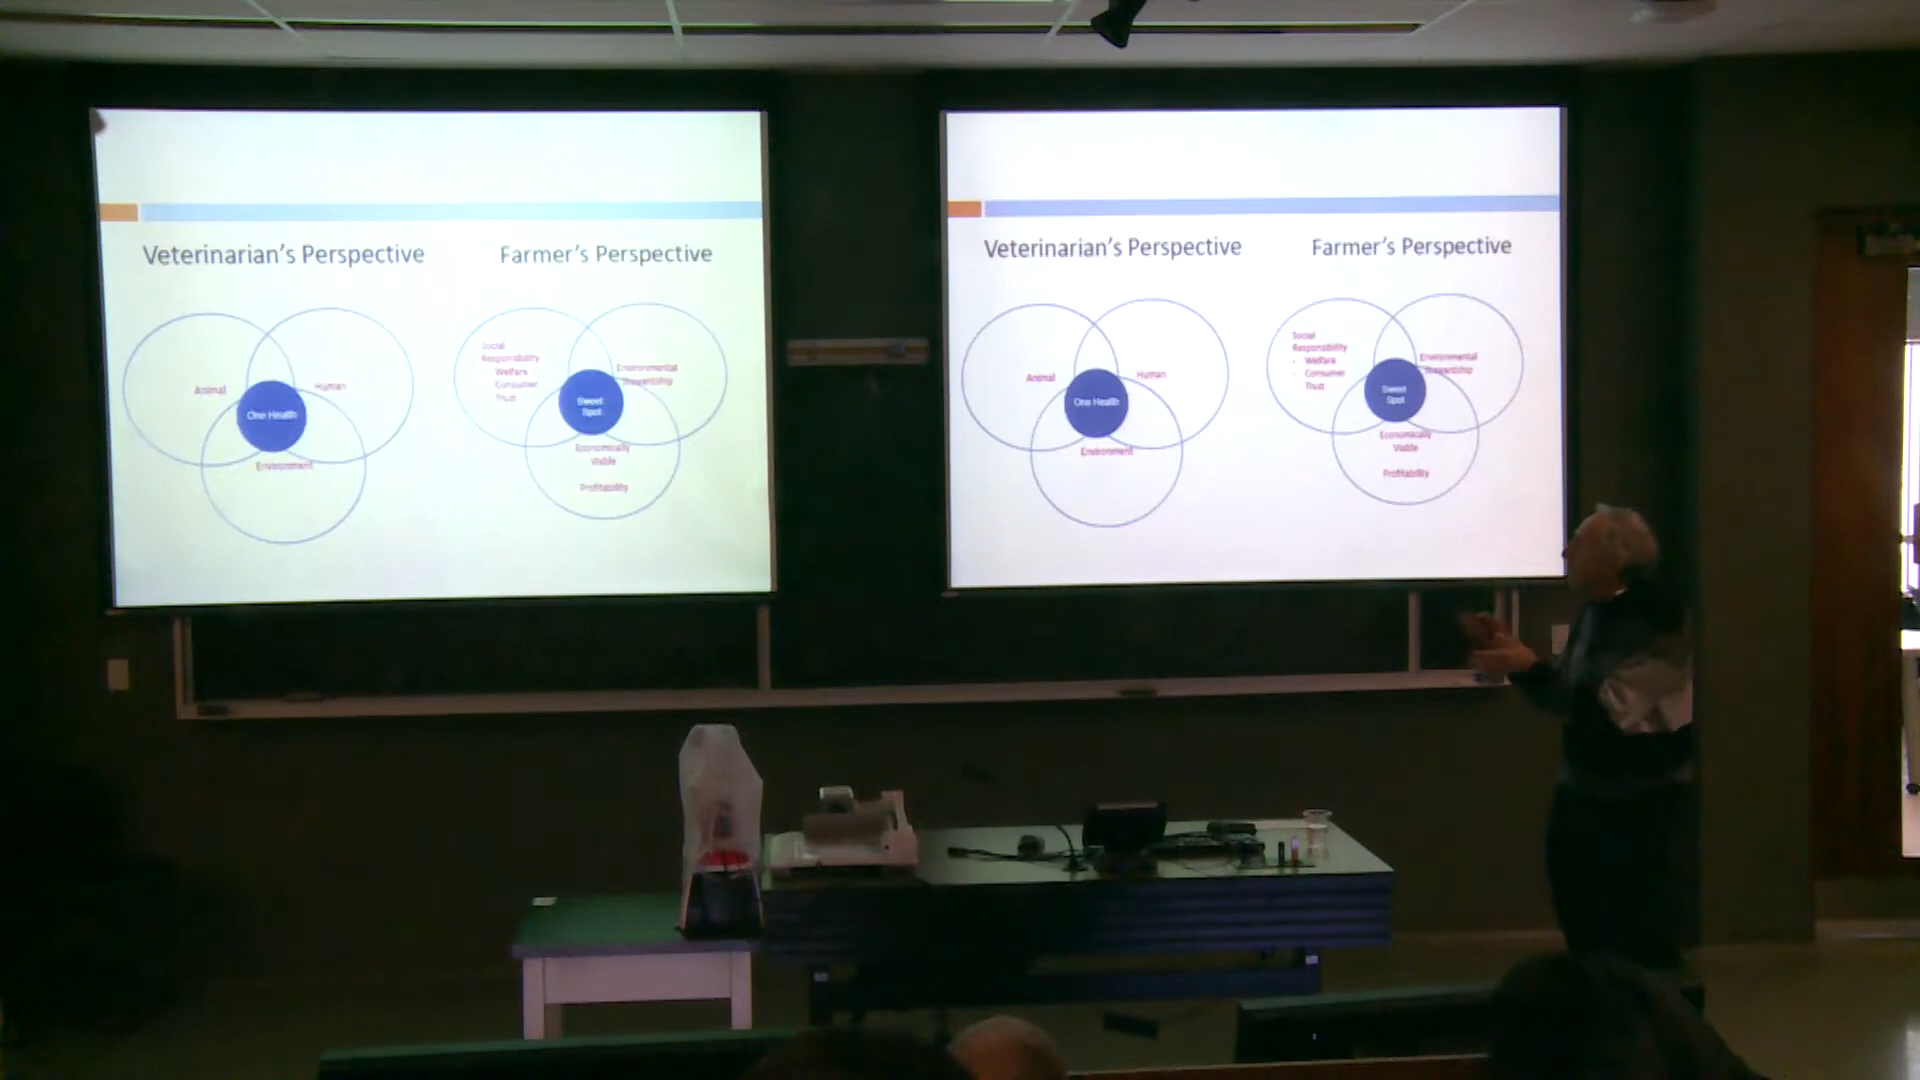 Veterinarian's Perspective
Farmer's Perspective
Animal
Human
One Health
Environment
Social
Responsibility
Welfare
Consumer
Trust
Environmental
Stewardship
Sweet
Spot
Economically
Viable
Profitability
Veterinarian's Perspective
Farmer's Perspective
Animal
Human
One Health
Environment
Social
Responsibility
- Welfare
- Consumer
Trust
Environmental
Stewardship
Sweet
Spot
Economically
Viable
Profitability